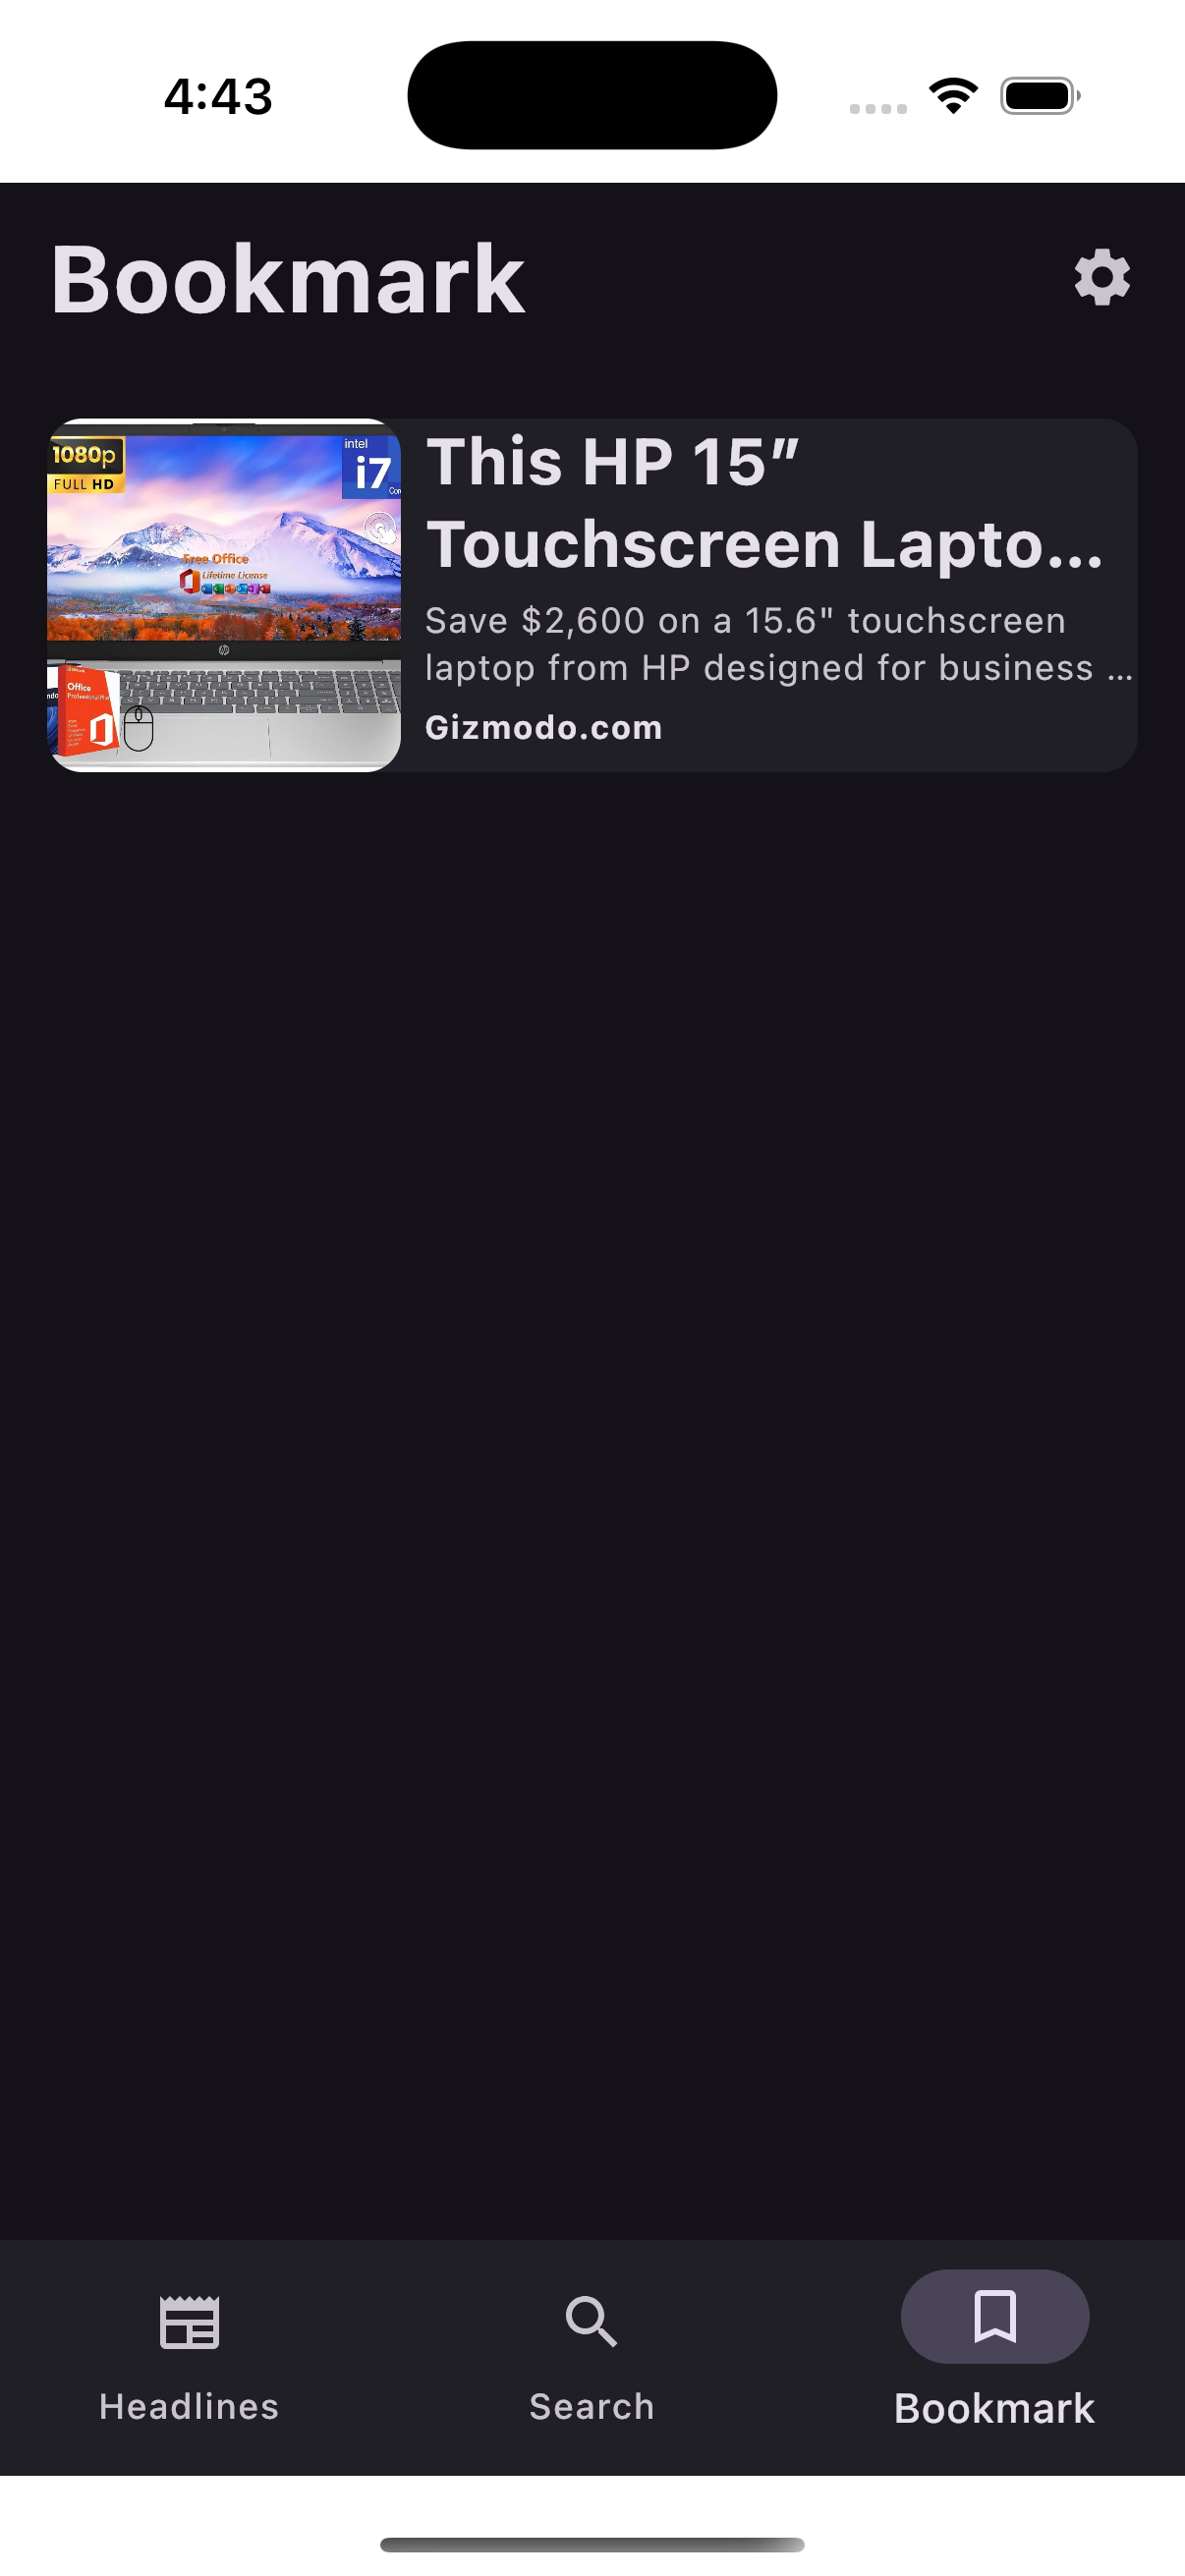 4:43
Bookmark
1080p
FULL HD
intel
i7
Free Office
Lifetime License
Office
This HP 15”
Touchscreen Lapto...
Save $2,600 on a 15.6" touchscreen
laptop from HP designed for business ...
Gizmodo.com
Headlines
Search
Bookmark